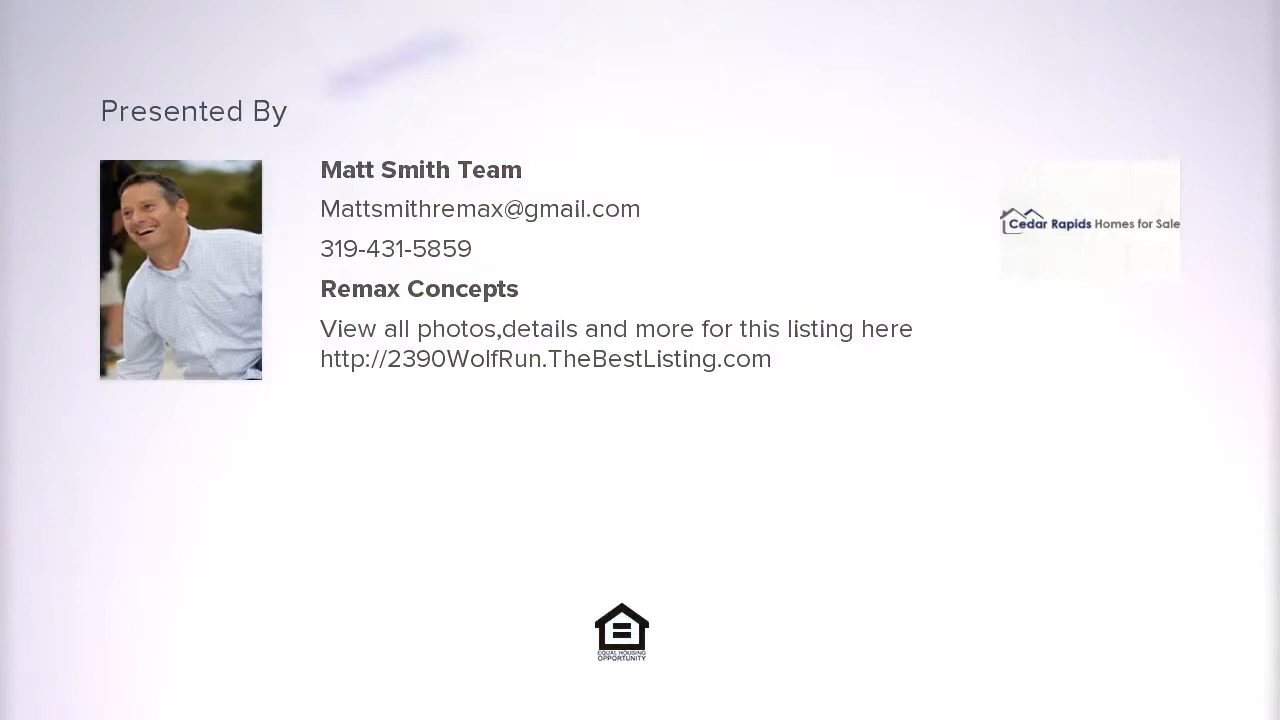 Presented By
Matt Smith Team
Mattsmithremax@gmail.com
319-431-5859
Remax Concepts
View all photos,details and more for this listing here
http://2390WolfRun.TheBestListing.com
Cedar Rapids Homes for Sale
EQUAL HOUSING
OPPORTUNITY